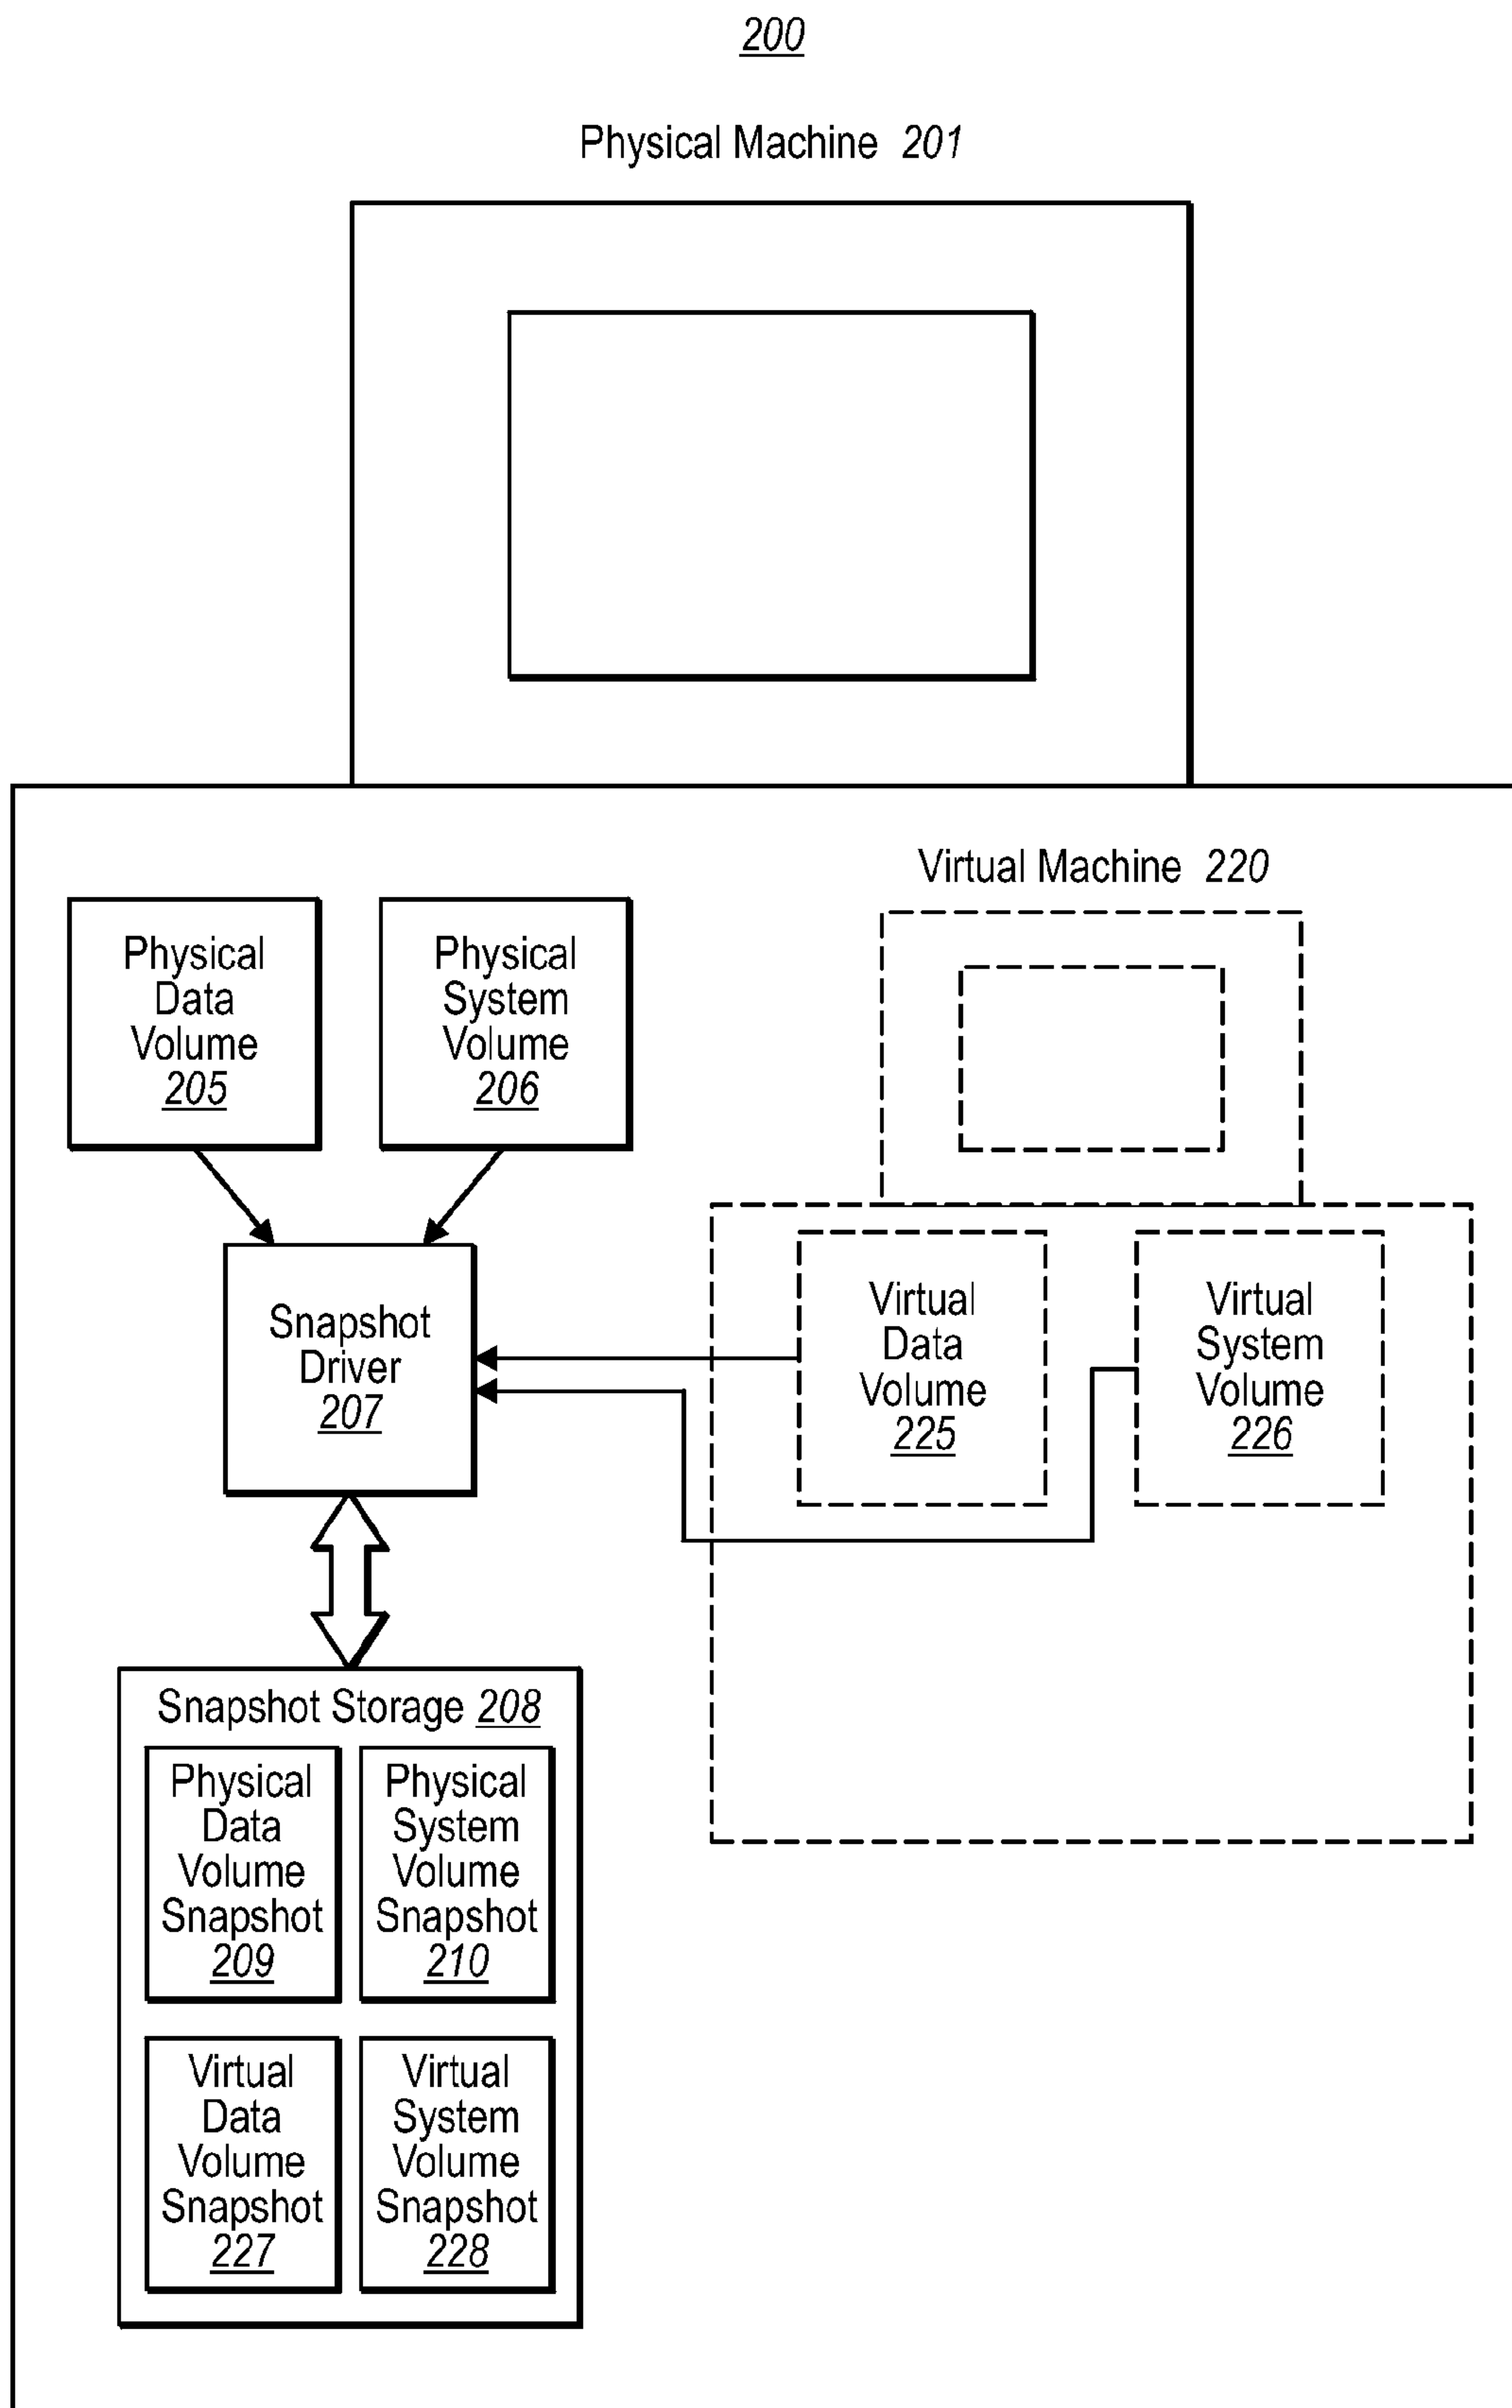 200
Physical Machine 201
Virtual Machine 220
Physical
Data
Volume
205
Physical
System
Volume
206
Snapshot
Driver
207
Virtual
Data
Volume
225
Virtual
System
Volume
226
Snapshot Storage 208
Physical
Data
Volume
Snapshot
209
Physical
System
Volume
Snapshot
210
Virtual
Data
Volume
Snapshot
227
Virtual
System
Volume
Snapshot
228